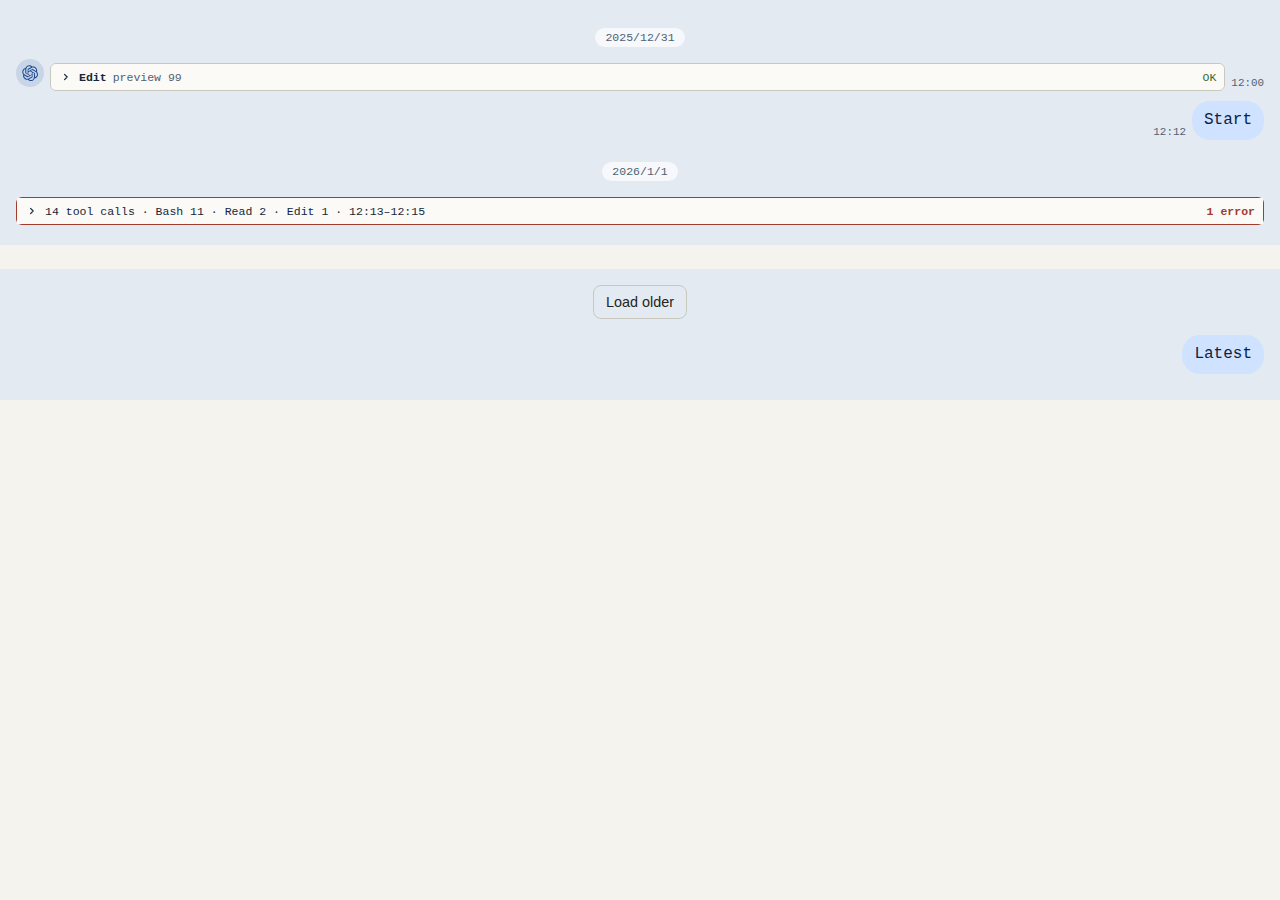 2025/12/31
Edit preview 99 OK 12:00
Start
12:12
2026/1/1
14 tool calls · Bash 11 · Read 2 · Edit 1 · 12:13–12:15 1 error
Load older
Latest